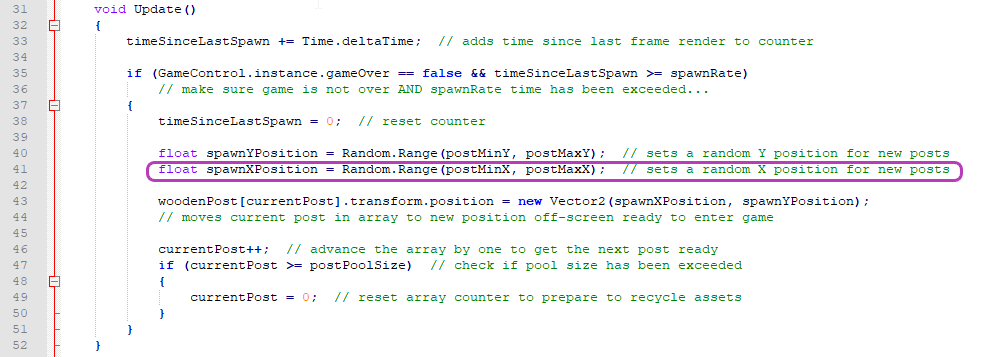 31 void Update()
32 {
33 timeSinceLastSpawn += Time.deltaTime; // adds time since last frame render to counter
34
35 if (GameControl.instance.gameOver == false && timeSinceLastSpawn >= spawnRate)
36 // make sure game is not over AND spawnRate time has been exceeded...
37 {
38 timeSinceLastSpawn = 0; // reset counter
39
40 float spawnYPosition = Random.Range(postMinY, postMaxY); // sets a random Y position for new posts
41 float spawnXPosition = Random.Range(postMinX, postMaxX); // sets a random X position for new posts
42
43 woodenPost[currentPost].transform.position = new Vector2(spawnXPosition, spawnYPosition);
44 // moves current post in array to new position off-screen ready to enter game
45
46 currentPost++; // advance the array by one to get the next post ready
47 if (currentPost >= postPoolSize) // check if pool size has been exceeded
48 {
49 currentPost = 0; // reset array counter to prepare to recycle assets
50 }
51 }
52 }